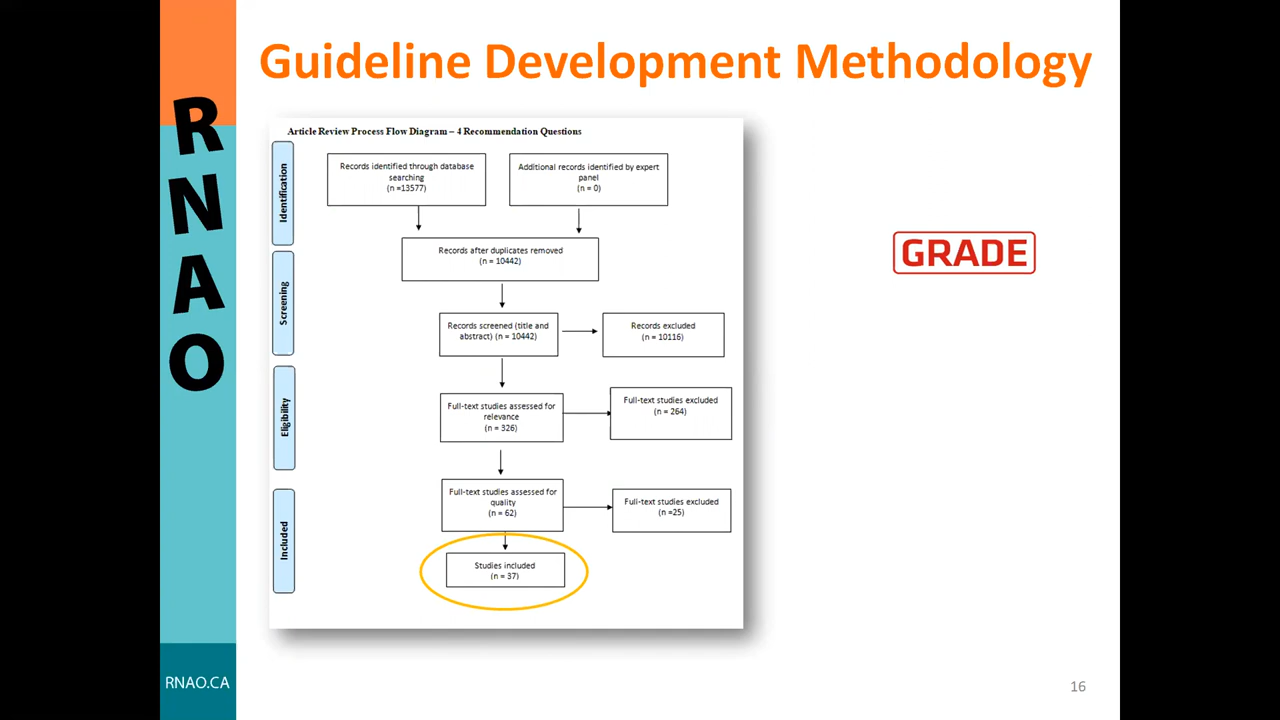 Guideline Development Methodology
R
N
A
O
RNAO.CA
Article Review Process Flow Diagram – 4 Recommendation Questions
Identification
Records identified through database
searching
(n =13577)
Additional records identified by expert
panel
(n = 0)
Records after duplicates removed
(n = 10442)
Screening
Records screened (title and
abstract) (n = 10442)
Records excluded
(n = 10116)
Eligibility
Full-text studies assessed for
relevance
(n = 326)
Full-text studies excluded
(n = 264)
Full-text studies assessed for
quality
(n = 62)
Full-text studies excluded
(n =25)
Included
Studies included
(n = 37)
GRADE
16